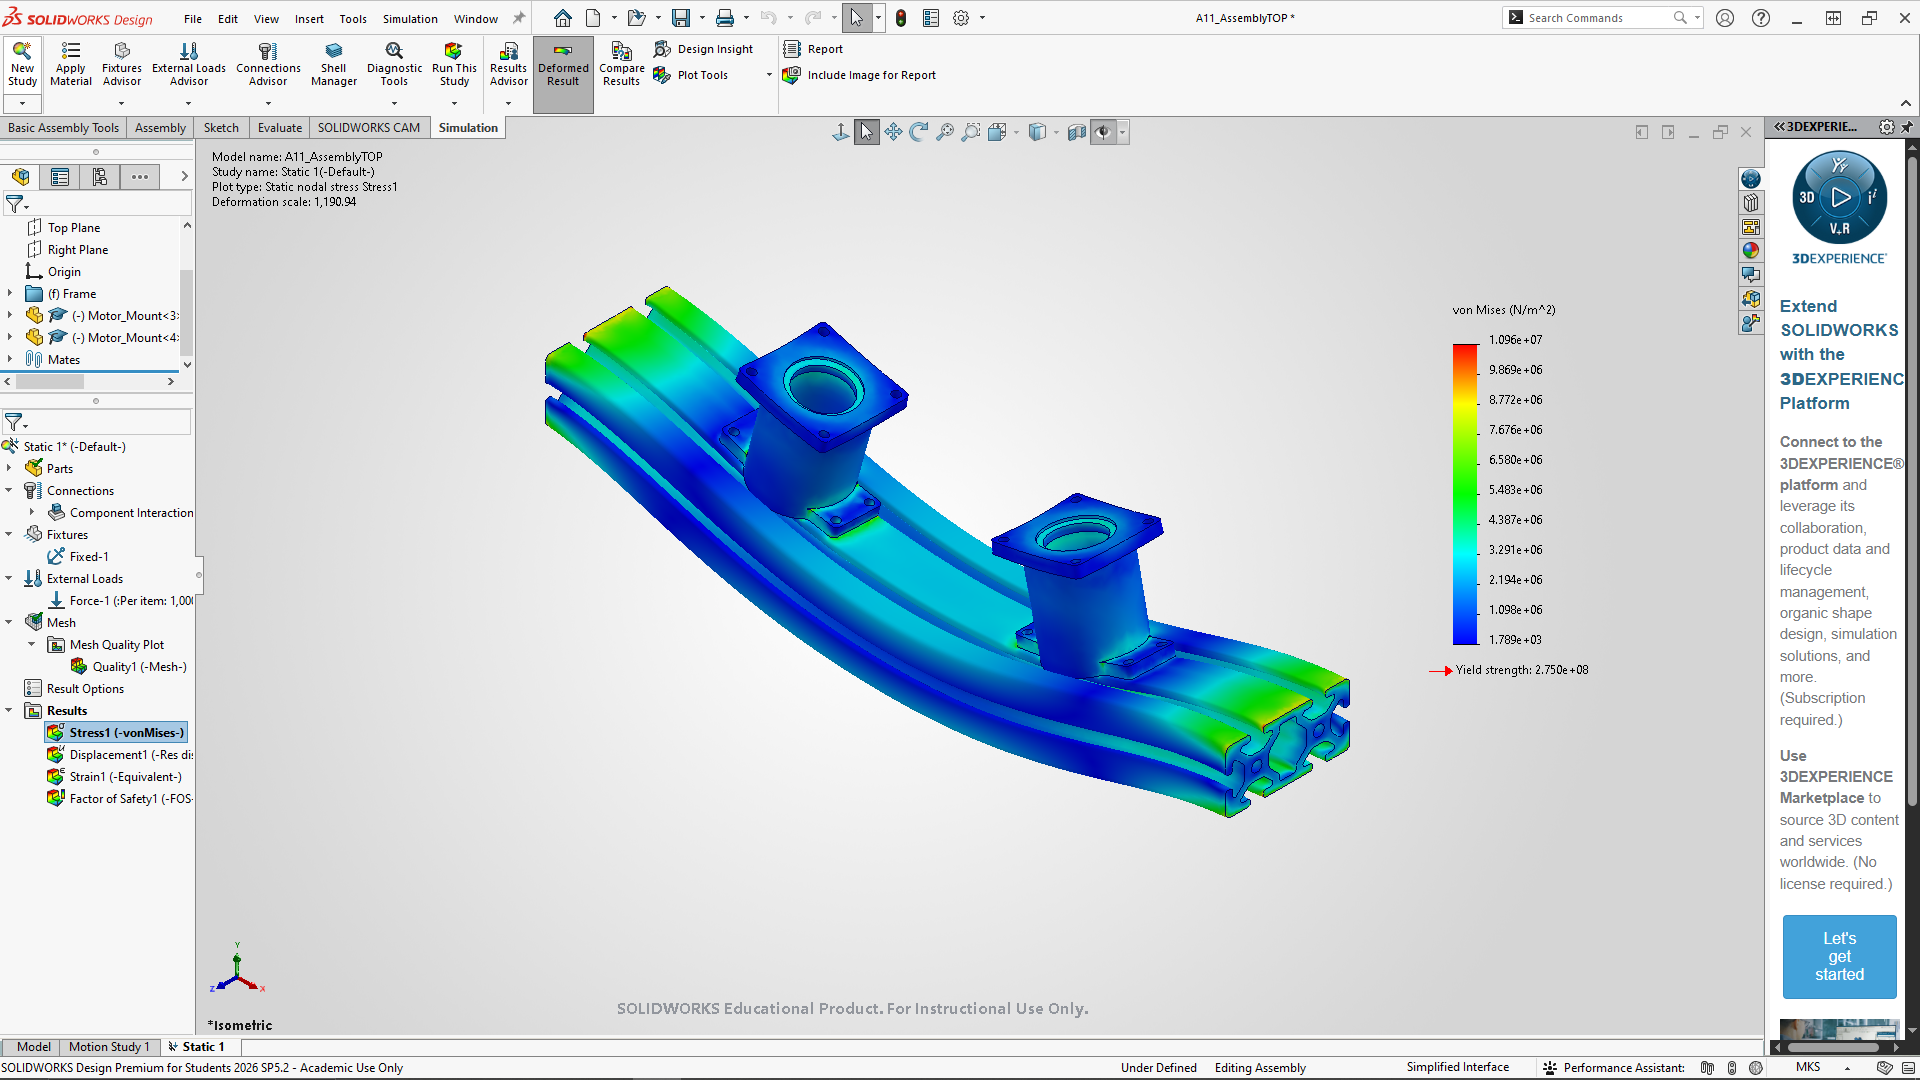 SOLIDWORKS Design
File Edit View Insert Tools Simulation Window
A11_AssemblyTOP *
Search Commands
New Study
Apply Material
Fixtures Advisor
External Loads Advisor
Connections Advisor
Shell Manager
Diagnostic Tools
Run This Study
Results Advisor
Deformed Result
Compare Results
Design Insight
Plot Tools
Report
Include Image for Report
Basic Assembly Tools
Assembly
Sketch
Evaluate
SOLIDWORKS CAM
Simulation
Top Plane
Right Plane
Origin
(f) Frame
(-) Motor_Mount<3>
(-) Motor_Mount<4>
Mates
Static 1* (-Default-)
Parts
Connections
Component Interaction
Fixtures
Fixed-1
External Loads
Force-1 (:Per item: 1,00
Mesh
Mesh Quality Plot
Quality1 (-Mesh-)
Result Options
Results
Stress1 (-vonMises-)
Displacement1 (-Res di
Strain1 (-Equivalent-)
Factor of Safety1 (-FOS
Model name: A11_AssemblyTOP
Study name: Static 1(-Default-)
Plot type: Static nodal stress Stress1
Deformation scale: 1,190.94
von Mises (N/m^2)
1.096e+07
9.869e+06
8.772e+06
7.676e+06
6.580e+06
5.483e+06
4.387e+06
3.291e+06
2.194e+06
1.098e+06
1.789e+03
Yield strength: 2.750e+08
Y
Z
X
SOLIDWORKS Educational Product. For Instructional Use Only.
*Isometric
3DEXPERIE...
3D
V+R
3DEXPERIENCE
Extend
SOLIDWORKS
with the
3DEXPERIENC
Platform
Connect to the
3DEXPERIENCE®
platform and
leverage its
collaboration,
product data and
lifecycle
management,
organic shape
design, simulation
solutions, and
more.
(Subscription
required.)
Use
3DEXPERIENCE
Marketplace to
source 3D content
and services
worldwide. (No
license required.)
Let's
get
started
Model
Motion Study 1
Static 1
SOLIDWORKS Design Premium for Students 2026 SP5.2 - Academic Use Only
Under Defined
Editing Assembly
Simplified Interface
Performance Assistant:
MKS